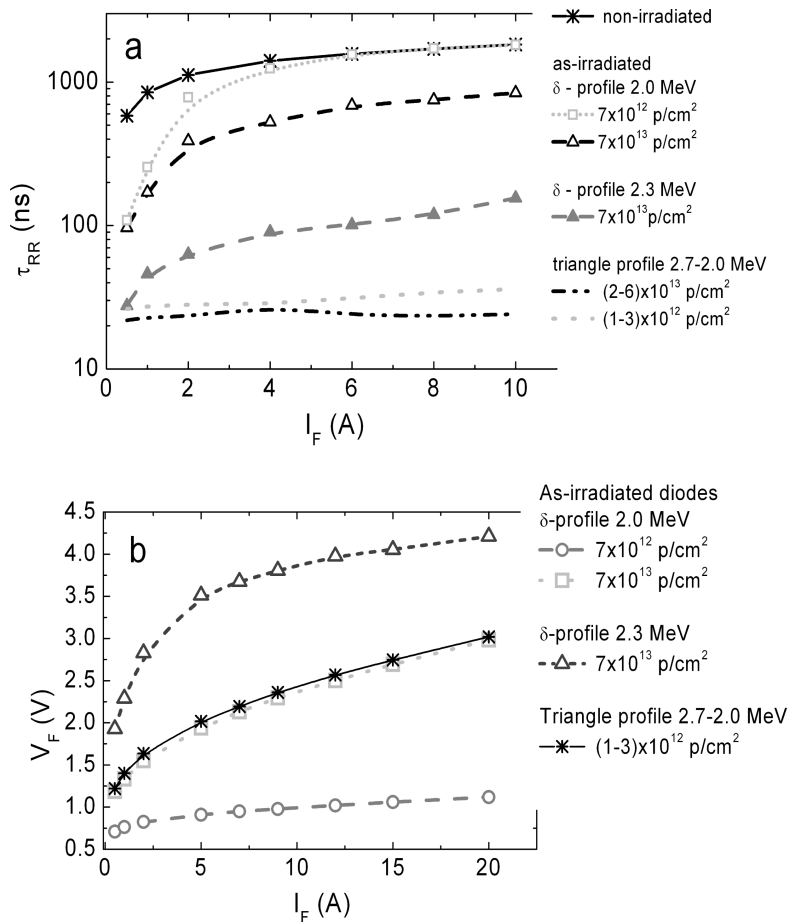 a
1000
100
10
τRR (ns)
0 2 4 6 8 10
IF (A)
non-irradiated
as-irradiated
δ - profile 2.0 MeV
7x10¹² p/cm²
7x10¹³ p/cm²
δ - profile 2.3 MeV
7x10¹³p/cm²
triangle profile 2.7-2.0 MeV
(2-6)x10¹³ p/cm²
(1-3)x10¹² p/cm²
b
4.5
4.0
3.5
3.0
2.5
2.0
1.5
1.0
0.5
VF (V)
0 5 10 15 20
IF (A)
As-irradiated diodes
δ-profile 2.0 MeV
7x10¹² p/cm²
7x10¹³ p/cm²
δ-profile 2.3 MeV
7x10¹³ p/cm²
Triangle profile 2.7-2.0 MeV
(1-3)x10¹² p/cm²